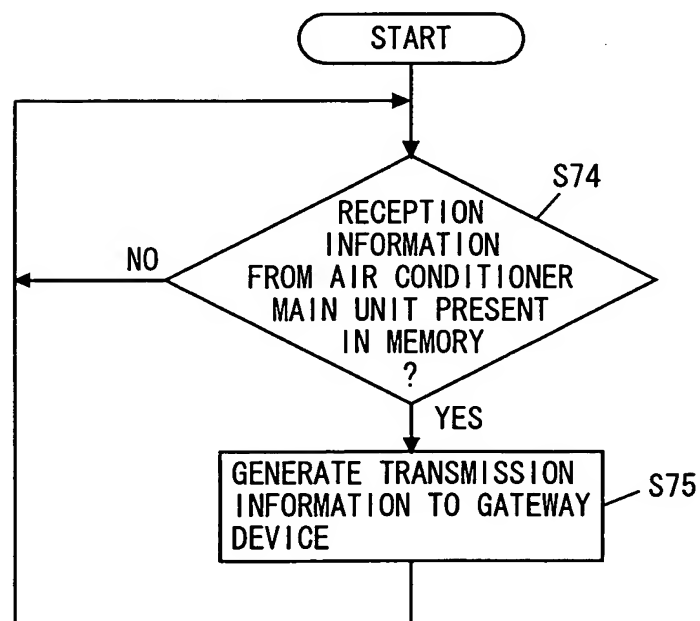 START
S74
RECEPTION
INFORMATION
FROM AIR CONDITIONER
MAIN UNIT PRESENT
IN MEMORY
?
NO
YES
GENERATE TRANSMISSION
INFORMATION TO GATEWAY
DEVICE
S75